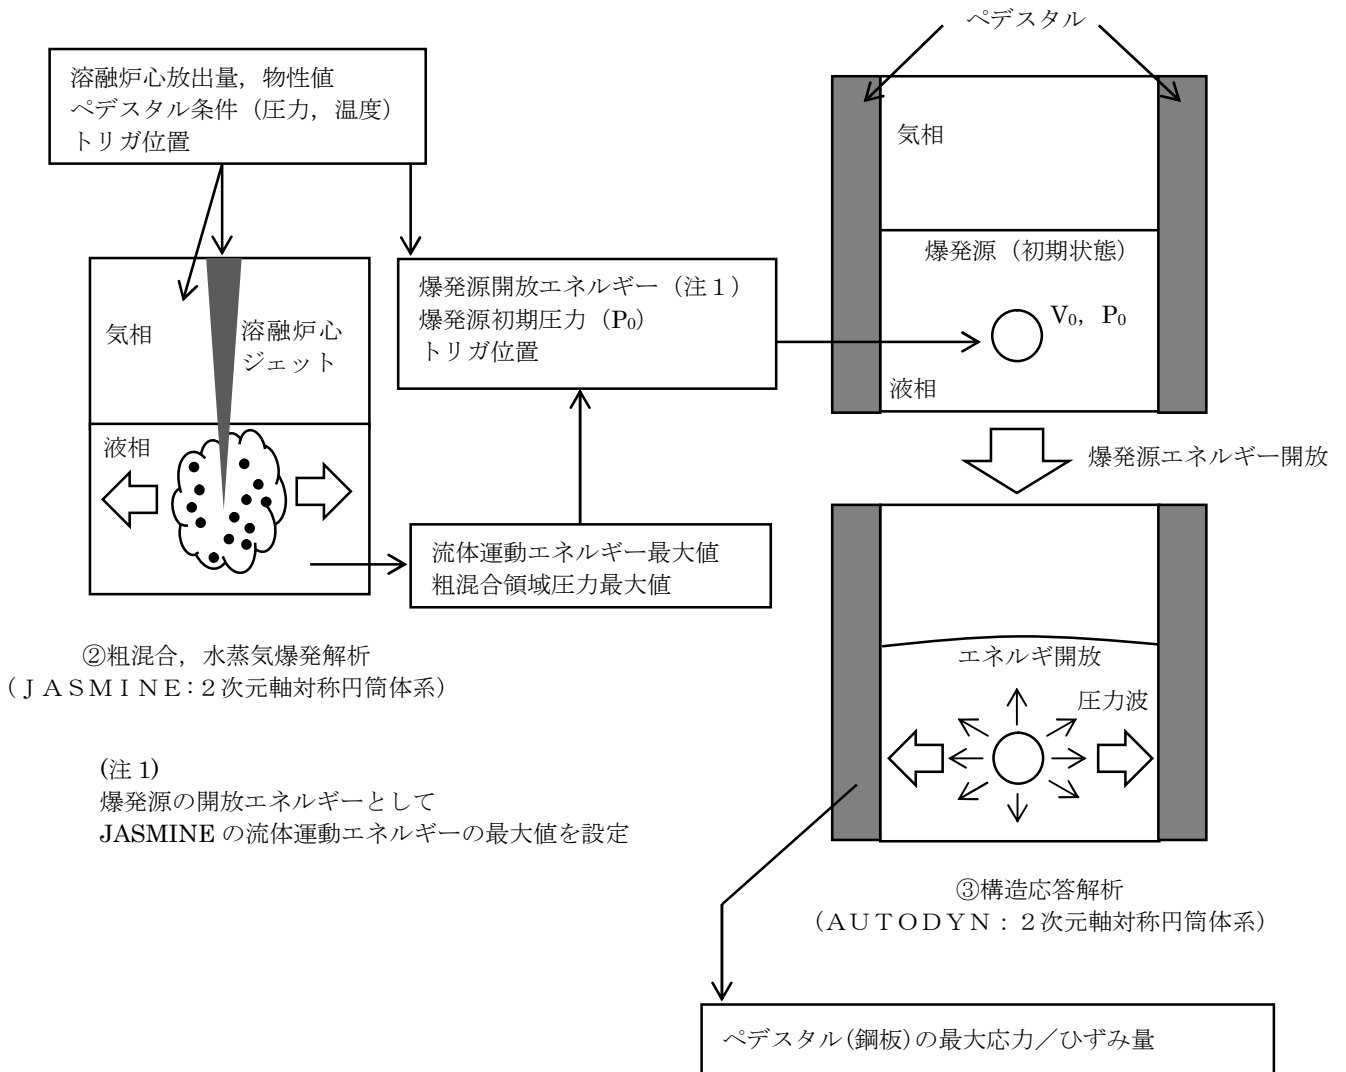 ペデスタル
溶融炉心放出量，物性値
ペデスタル条件（圧力，温度）
トリガ位置
気相
爆発源（初期状態）
V₀，P₀
液相
爆発源開放エネルギー（注１）
爆発源初期圧力（P₀）
トリガ位置
気相
溶融炉心
ジェット
液相
爆発源エネルギー開放
流体運動エネルギー最大値
粗混合領域圧力最大値
②粗混合，水蒸気爆発解析
（ＪＡＳＭＩＮＥ：２次元軸対称円筒体系）
エネルギ開放
圧力波
(注 1)
爆発源の開放エネルギーとして
JASMINE の流体運動エネルギーの最大値を設定
③構造応答解析
（ＡＵＴＯＤＹＮ：２次元軸対称円筒体系）
ペデスタル(鋼板)の最大応力／ひずみ量